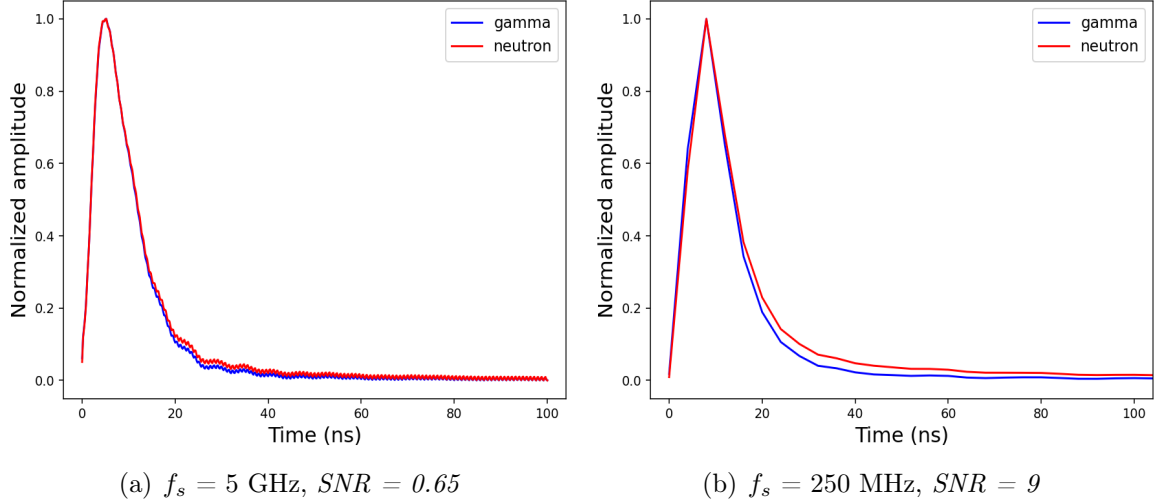 gamma
neutron
1.0
0.8
0.6
0.4
0.2
0.0
Normalized amplitude
0 20 40 60 80 100
Time (ns)
(a) f_s = 5 GHz, SNR = 0.65
gamma
neutron
1.0
0.8
0.6
0.4
0.2
0.0
Normalized amplitude
0 20 40 60 80 100
Time (ns)
(b) f_s = 250 MHz, SNR = 9